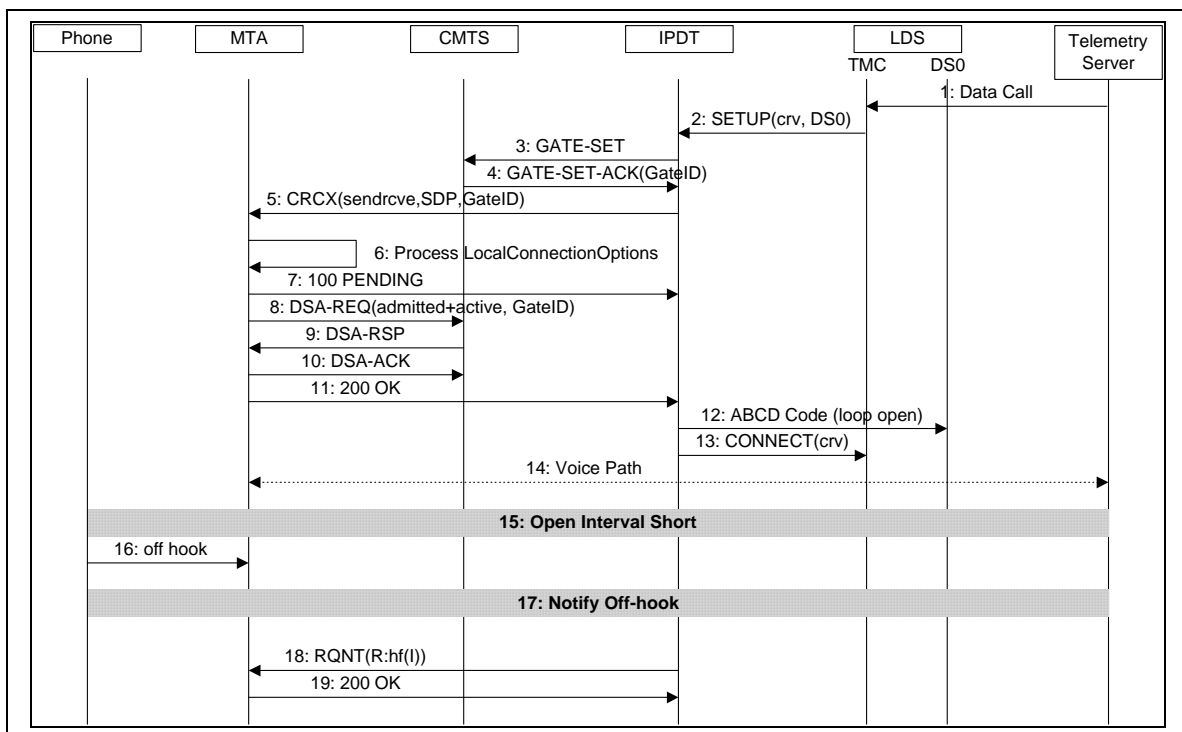 Phone
MTA
CMTS
IPDT
LDS
Telemetry
Server
TMC
DS0
1: Data Call
2: SETUP(crv, DS0)
3: GATE-SET
4: GATE-SET-ACK(GateID)
5: CRCX(sendrcve,SDP,GateID)
6: Process LocalConnectionOptions
7: 100 PENDING
8: DSA-REQ(admitted+active, GateID)
9: DSA-RSP
10: DSA-ACK
11: 200 OK
12: ABCD Code (loop open)
13: CONNECT(crv)
14: Voice Path
15: Open Interval Short
16: off hook
17: Notify Off-hook
18: RQNT(R:hf(I))
19: 200 OK